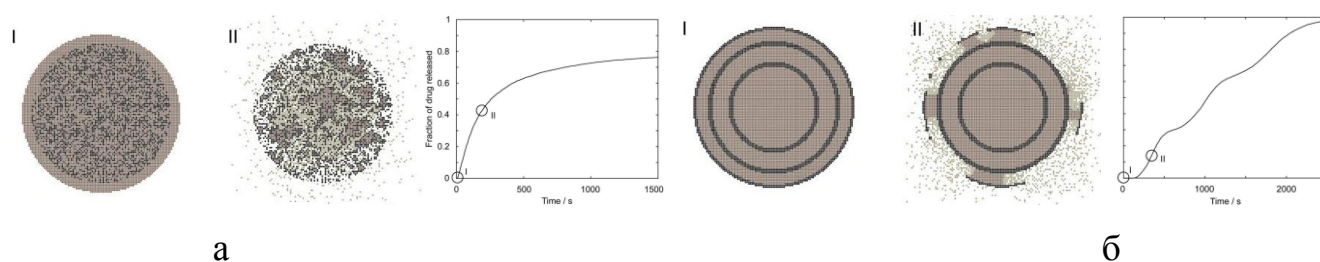 I
II
1
0.8
0.6
0.4
0.2
0
Fraction of drug released
II
I
0
500
1000
1500
Time / s
I
II
II
I
0
1000
2000
Time / s
а
б